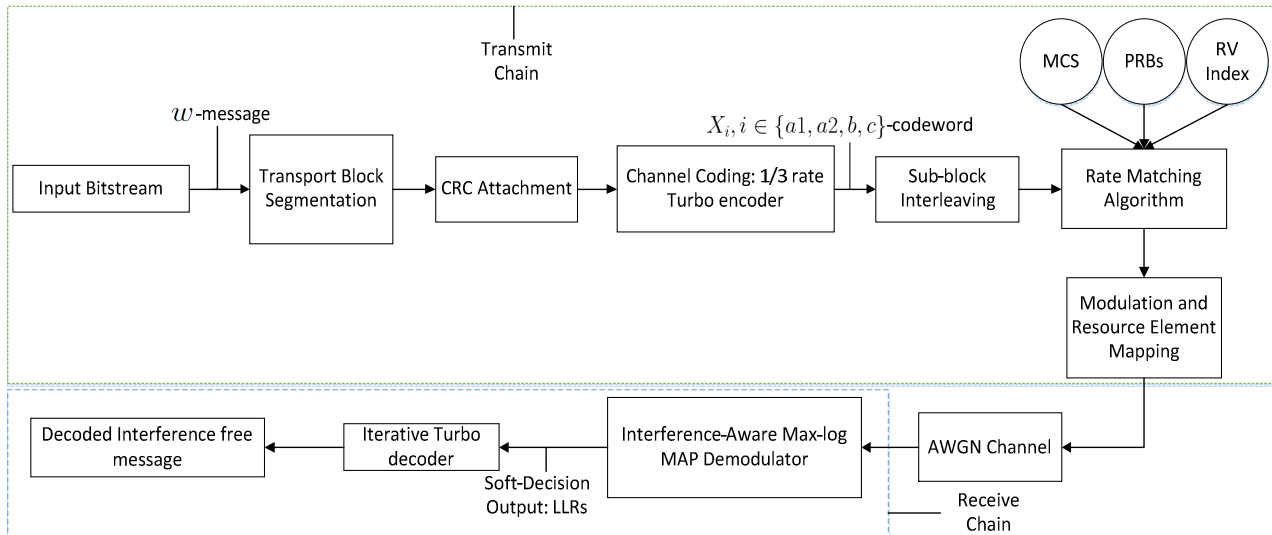 Transmit
Chain
MCS
PRBs
RV
Index
w-message
X_i, i ∈ {a1, a2, b, c}-codeword
Input Bitstream
Transport Block
Segmentation
CRC Attachment
Channel Coding: 1/3 rate
Turbo encoder
Sub-block
Interleaving
Rate Matching
Algorithm
Modulation and
Resource Element
Mapping
Decoded Interference free
message
Iterative Turbo
decoder
Soft-Decision
Output: LLRs
Interference-Aware Max-log
MAP Demodulator
AWGN Channel
Receive
Chain